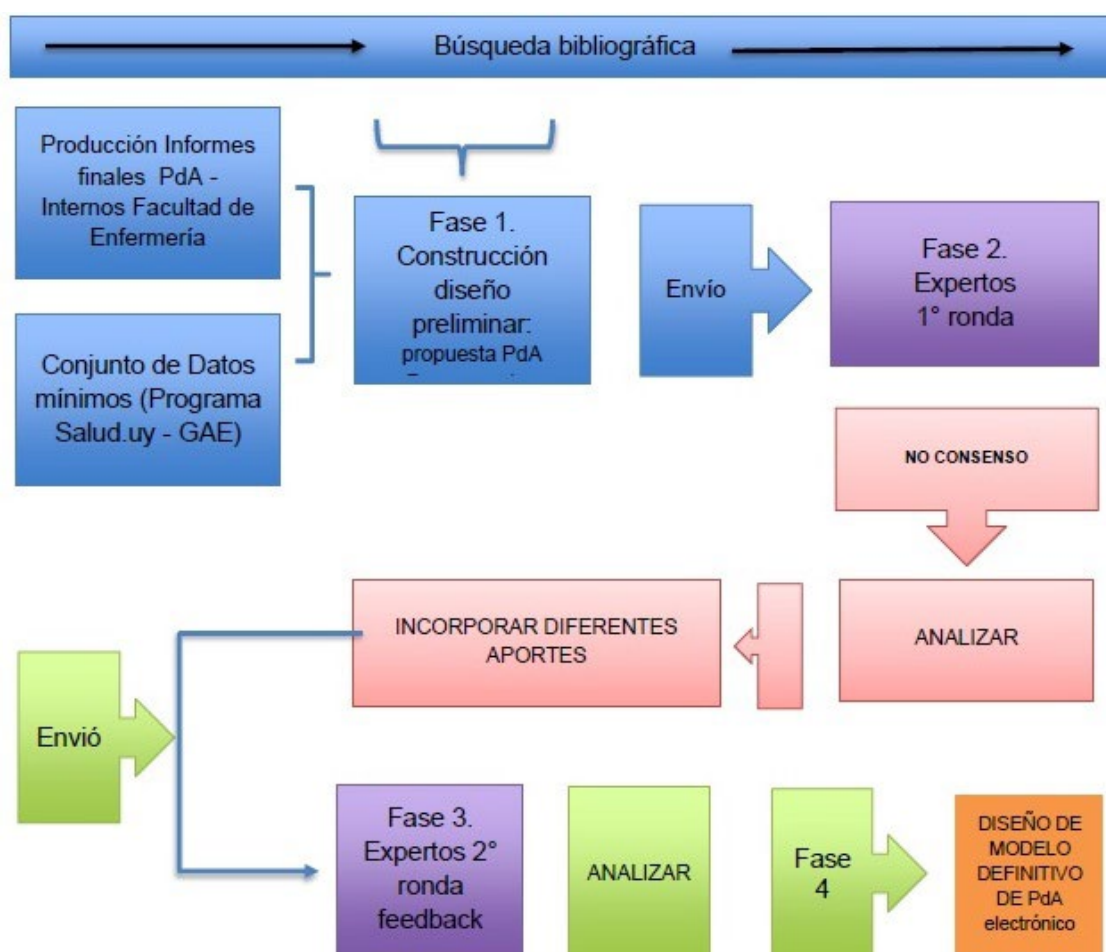 Búsqueda bibliográfica
Producción Informes
finales PdA -
Internos Facultad de
Enfermería
Conjunto de Datos
mínimos (Programa
Salud.uy - GAE)
Fase 1.
Construcción
diseño
preliminar:
propuesta PdA
Envío
Fase 2.
Expertos
1° ronda
NO CONSENSO
ANALIZAR
INCORPORAR DIFERENTES
APORTES
Envió
Fase 3.
Expertos 2°
ronda
feedback
ANALIZAR
Fase
4
DISEÑO DE
MODELO
DEFINITIVO
DE PdA
electrónico